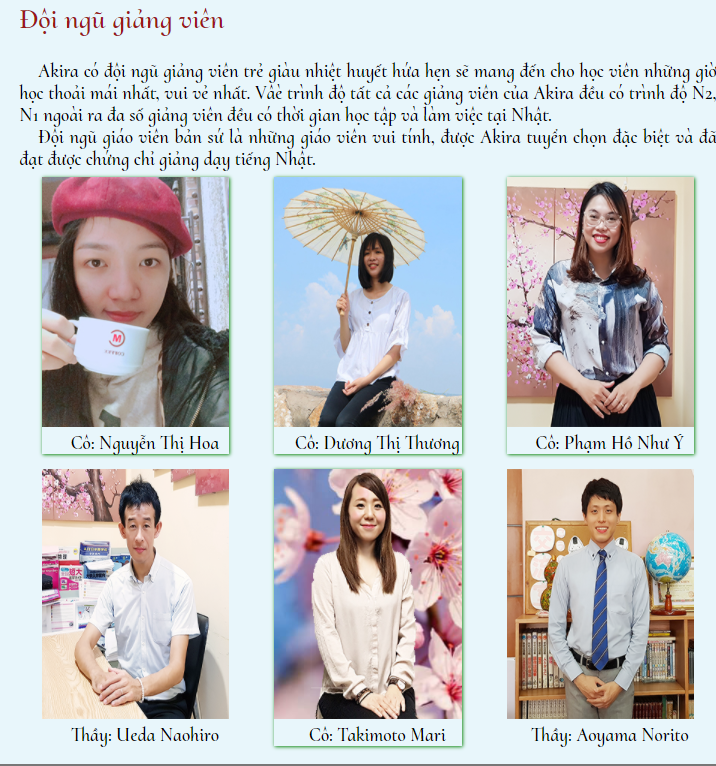 Đội ngũ giảng viên
Akira có đội ngũ giảng viên trẻ giàu nhiệt huyết hứa hẹn sẽ mang đến cho học viên những giờ
học thoải mái nhất, vui vẻ nhất. Vảè trình độ tất cả các giảng viên của Akira đều có trình độ N2,
N1 ngoài ra đa số giảng viên đều có thời gian học tập và làm việc tại Nhật.
Đội ngũ giáo viên bản sứ là những giáo viên vui tính, được Akira tuyển chọn đặc biệt và đã
đạt được chứng chỉ giảng dạy tiếng Nhật.
M
Cô: Nguyễn Thị Hoa
Cô: Dương Thị Thương
Cô: Phạm Hồ Như Ý
Thầy: Ueda Naohiro
Cô: Takimoto Mari
Thầy: Aoyama Norito